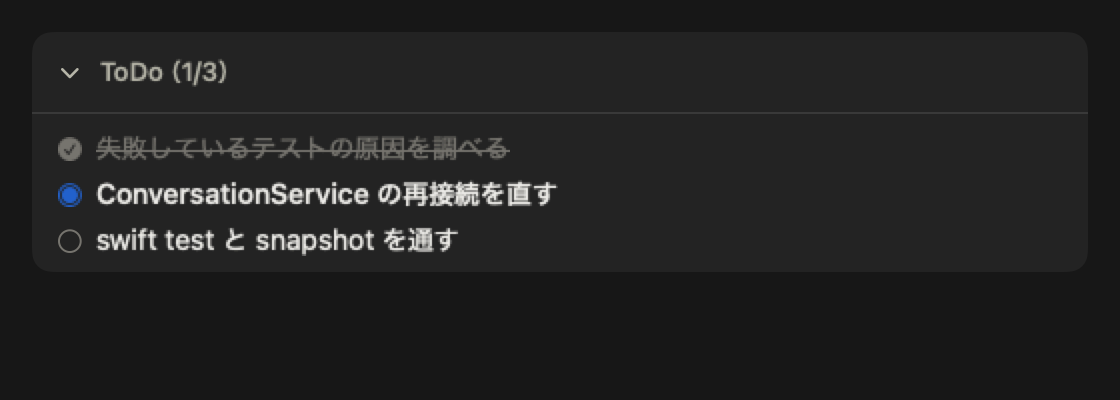 ToDo (1/3)
失敗しているテストの原因を調べる
ConversationService の再接続を直す
swift test と snapshot を通す